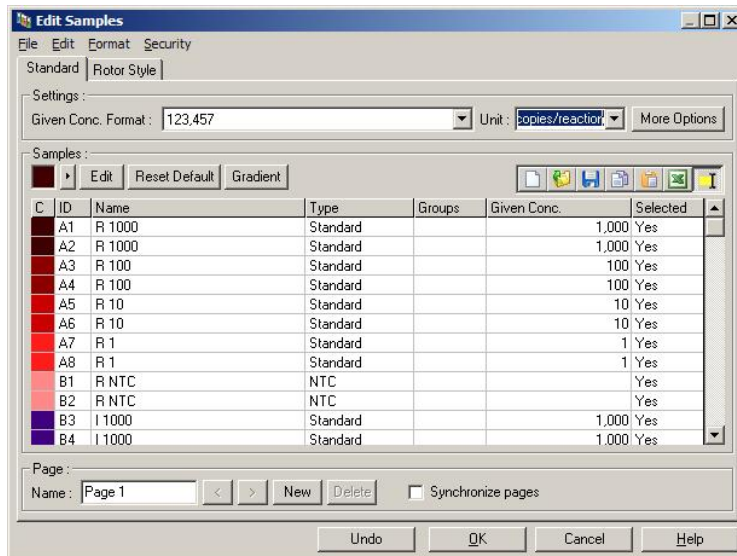 Edit Samples
File Edit Format Security
Standard Rotor Style
Settings :
Given Conc. Format : 123,457 Unit : copies/reaction More Options
Samples :
Edit Reset Default Gradient
C ID Name Type Groups Given Conc. Selected
A1 R 1000 Standard 1,000 Yes
A2 R 1000 Standard 1,000 Yes
A3 R 100 Standard 100 Yes
A4 R 100 Standard 100 Yes
A5 R 10 Standard 10 Yes
A6 R 10 Standard 10 Yes
A7 R 1 Standard 1 Yes
A8 R 1 Standard 1 Yes
B1 R NTC NTC Yes
B2 R NTC NTC Yes
B3 I 1000 Standard 1,000 Yes
B4 I 1000 Standard 1,000 Yes
Page :
Name : Page 1 < > New Delete Synchronize pages
Undo OK Cancel Help